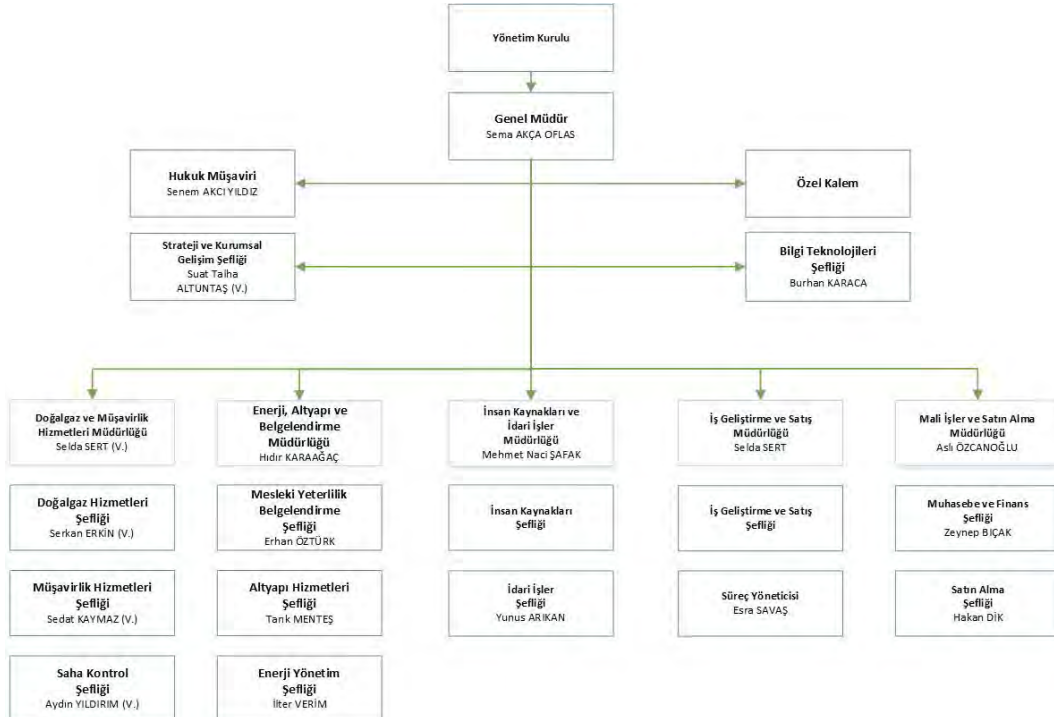 Yönetim Kurulu
Genel Müdür
Sema AKÇA OFLAS
Hukuk Müşaviri
Senem AKCI YILDIZ
Özel Kalem
Strateji ve Kurumsal
Gelişim Şefliği
Suat Talha
ALTUNTAŞ (V.)
Bilgi Teknolojileri
Şefliği
Burhan KARACA
Doğalgaz ve Müşavirlik
Hizmetleri Müdürlüğü
Selda SERT (V.)
Enerji, Altyapı ve
Belgelendirme
Müdürlüğü
Hıdır KARAAĞAÇ
İnsan Kaynakları ve
İdari İşler
Müdürlüğü
Mehmet Naci ŞAFAK
İş Geliştirme ve Satış
Müdürlüğü
Selda SERT
Mali İşler ve Satın Alma
Müdürlüğü
Aslı ÖZCANOĞLU
Doğalgaz Hizmetleri
Şefliği
Serkan ERKİN (V.)
Mesleki Yeterlilik
Belgelendirme
Şefliği
Erhan ÖZTÜRK
İnsan Kaynakları
Şefliği
İş Geliştirme ve Satış
Şefliği
Muhasebe ve Finans
Şefliği
Zeynep BIÇAK
Müşavirlik Hizmetleri
Şefliği
Sedat KAYMAZ (V.)
Altyapı Hizmetleri
Şefliği
Tarık MENTEŞ
İdari İşler
Şefliği
Yunus ARIKAN
Süreç Yöneticisi
Esra SAVAŞ
Satın Alma
Şefliği
Hakan DİK
Saha Kontrol
Şefliği
Aydın YILDIRIM (V.)
Enerji Yönetim
Şefliği
İlter VERİM